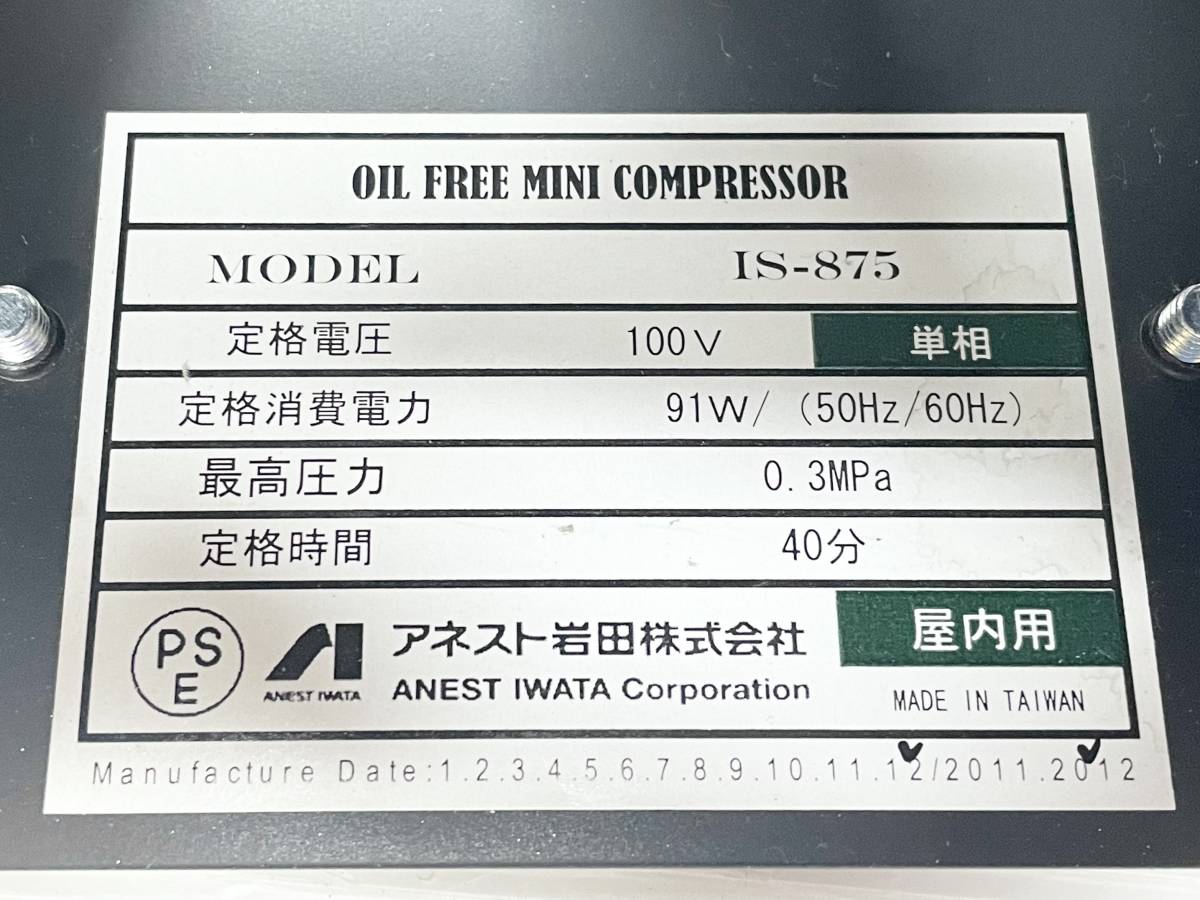 OIL FREE MINI COMPRESSOR
MODEL IS-875
定格電圧 100V 単相
定格消費電力 91W/ (50Hz/60Hz)
最高圧力 0.3MPa
定格時間 40分
PS
E
ANEST IWATA
アネスト岩田株式会社
ANEST IWATA Corporation
屋内用
MADE IN TAIWAN
Manufacture Date:1.2.3.4.5.6.7.8.9.10.11.12/2011.2012